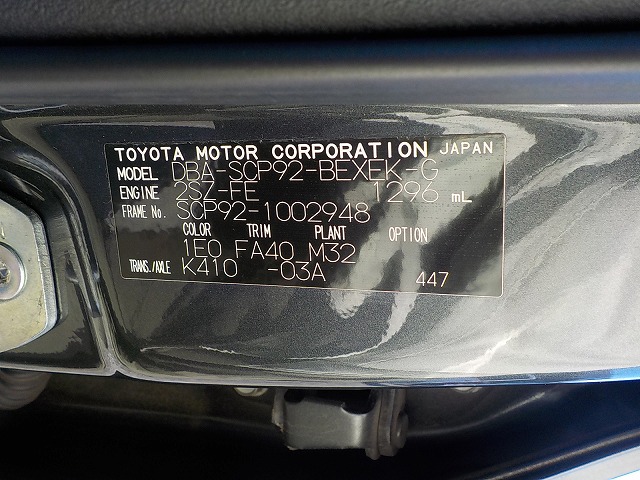 TOYOTA MOTOR CORPORATION JAPAN
MODEL DBA-SCP92-BEXEK-G
ENGINE 2SZ-FE 1296 mL
FRAME No. SCP92-1002948
COLOR TRIM PLANT OPTION
1E0 FA40 M32
TRANS./AXLE K410 -03A
447